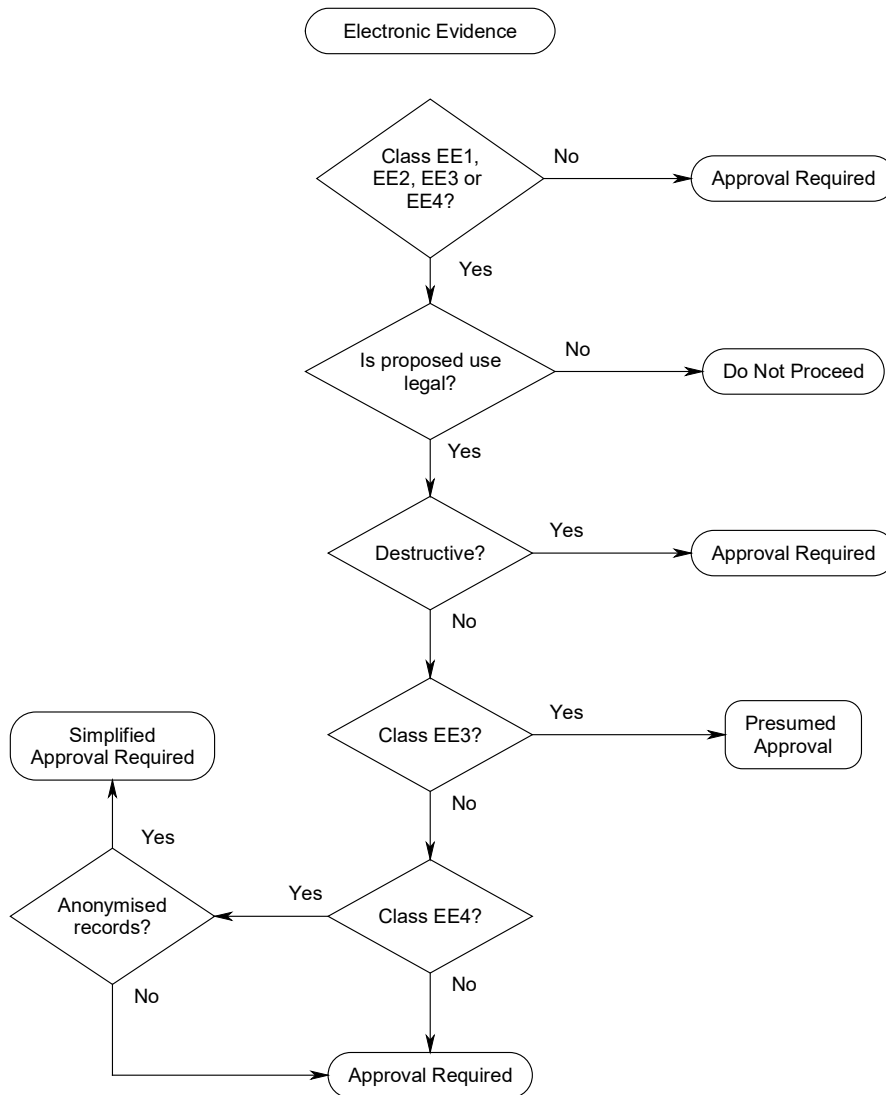 Electronic Evidence
Class EE1,
EE2, EE3 or
EE4?
No
Approval Required
Yes
Is proposed use
legal?
No
Do Not Proceed
Yes
Destructive?
Yes
Approval Required
No
Class EE3?
Yes
Presumed
Approval
No
Simplified
Approval Required
Yes
Anonymised
records?
Yes
Class EE4?
No
No
Approval Required